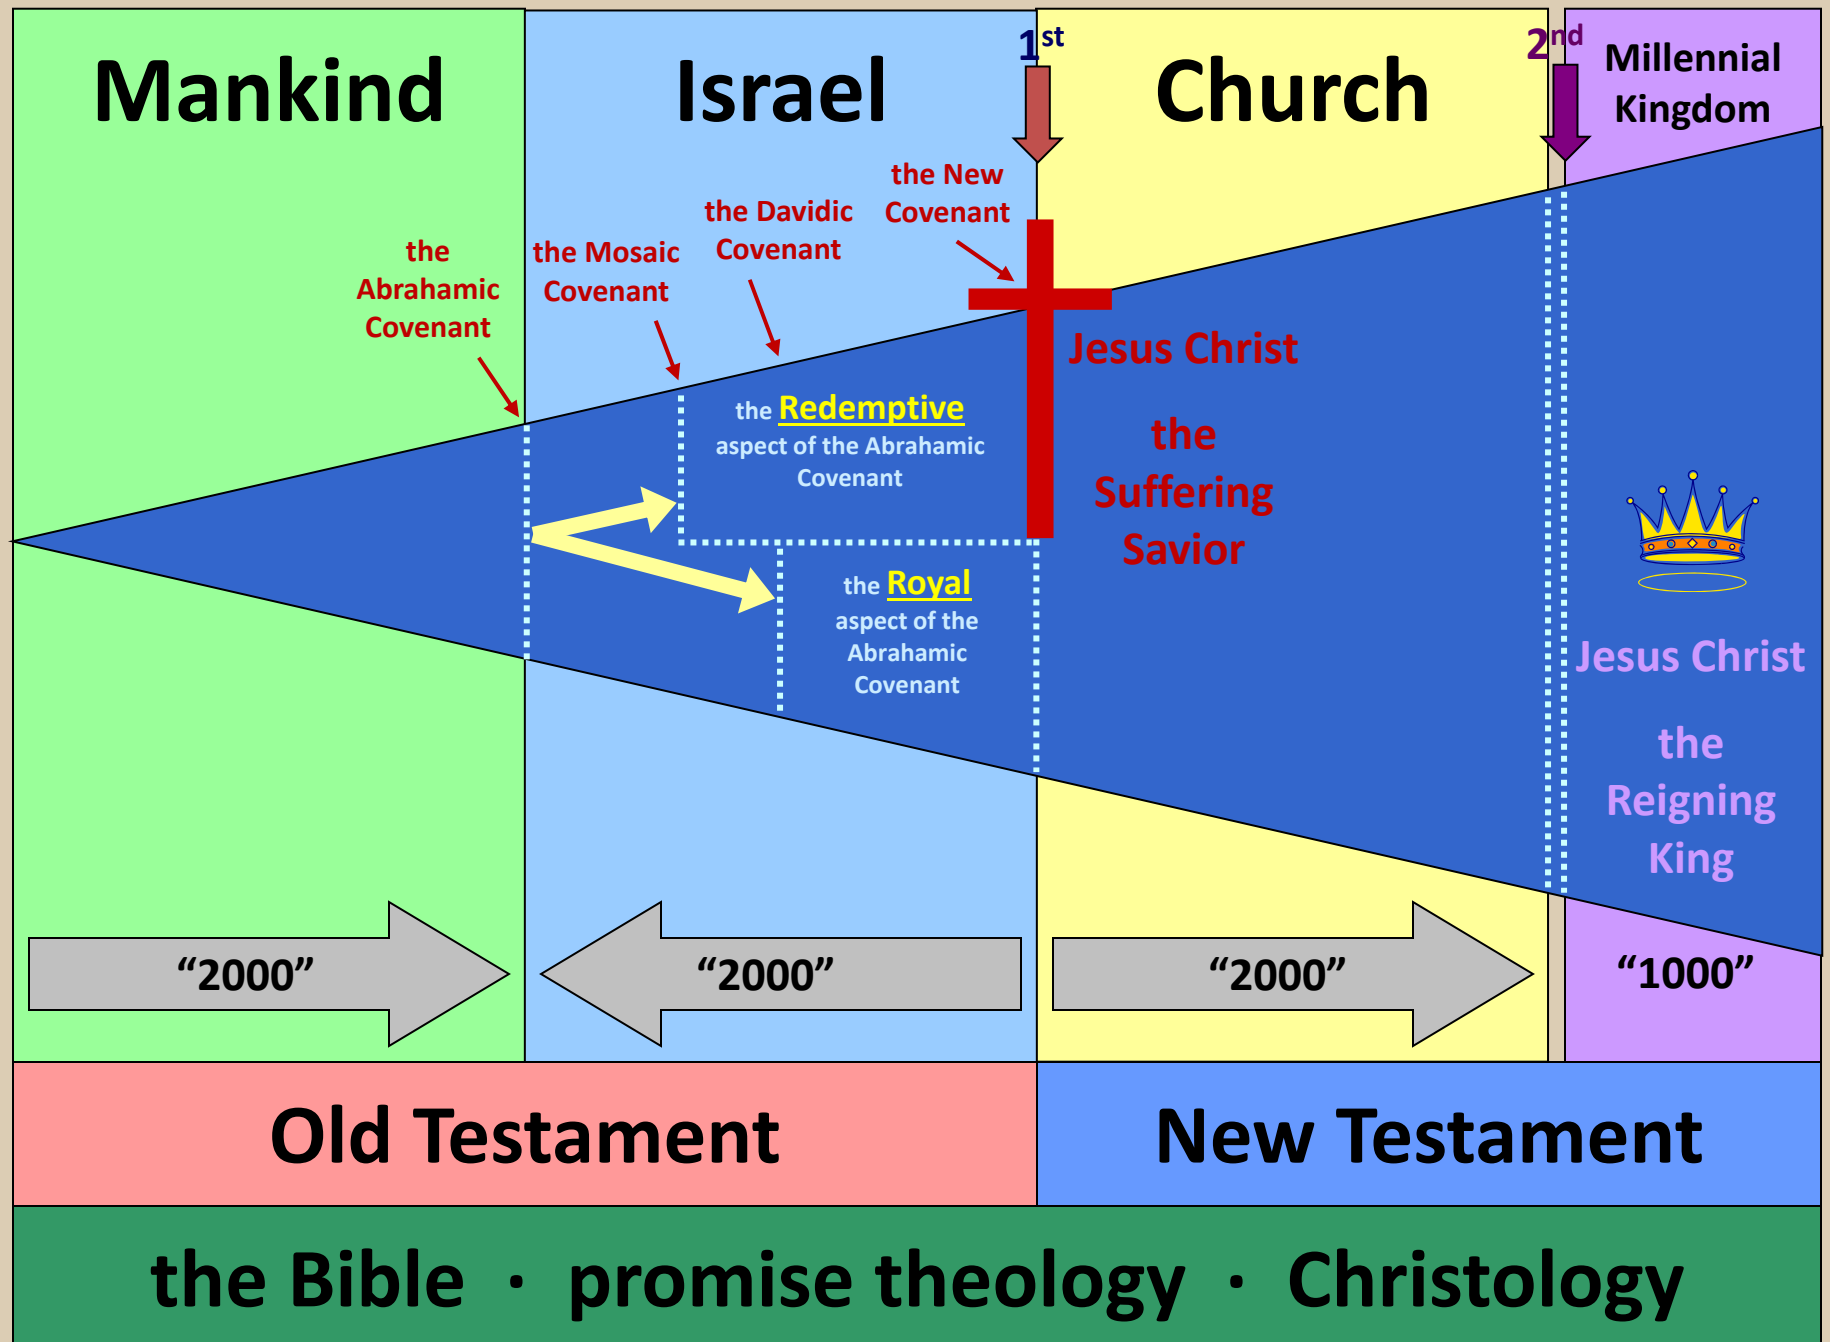 Mankind
Israel
1st
Church
2nd
Millennial
Kingdom
the
Abrahamic
Covenant
the Mosaic
Covenant
the Davidic
Covenant
the New
Covenant
the Redemptive
aspect of the Abrahamic
Covenant
the Royal
aspect of the
Abrahamic
Covenant
Jesus Christ
the
Suffering
Savior
Jesus Christ
the
Reigning
King
“2000”
“2000”
“2000”
“1000”
Old Testament
New Testament
the Bible · promise theology · Christology